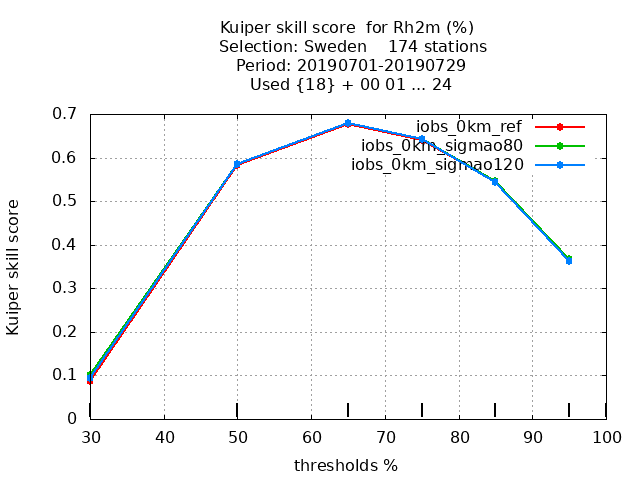 Kuiper skill score  for Rh2m (%)
Selection: Sweden    174 stations
Period: 20190701-20190729
Used {18} + 00 01 ... 24
iobs_0km_ref
iobs_0km_sigmao80
iobs_0km_sigmao120
Kuiper skill score
0.7
0.6
0.5
0.4
0.3
0.2
0.1
0
30 40 50 60 70 80 90 100
thresholds %